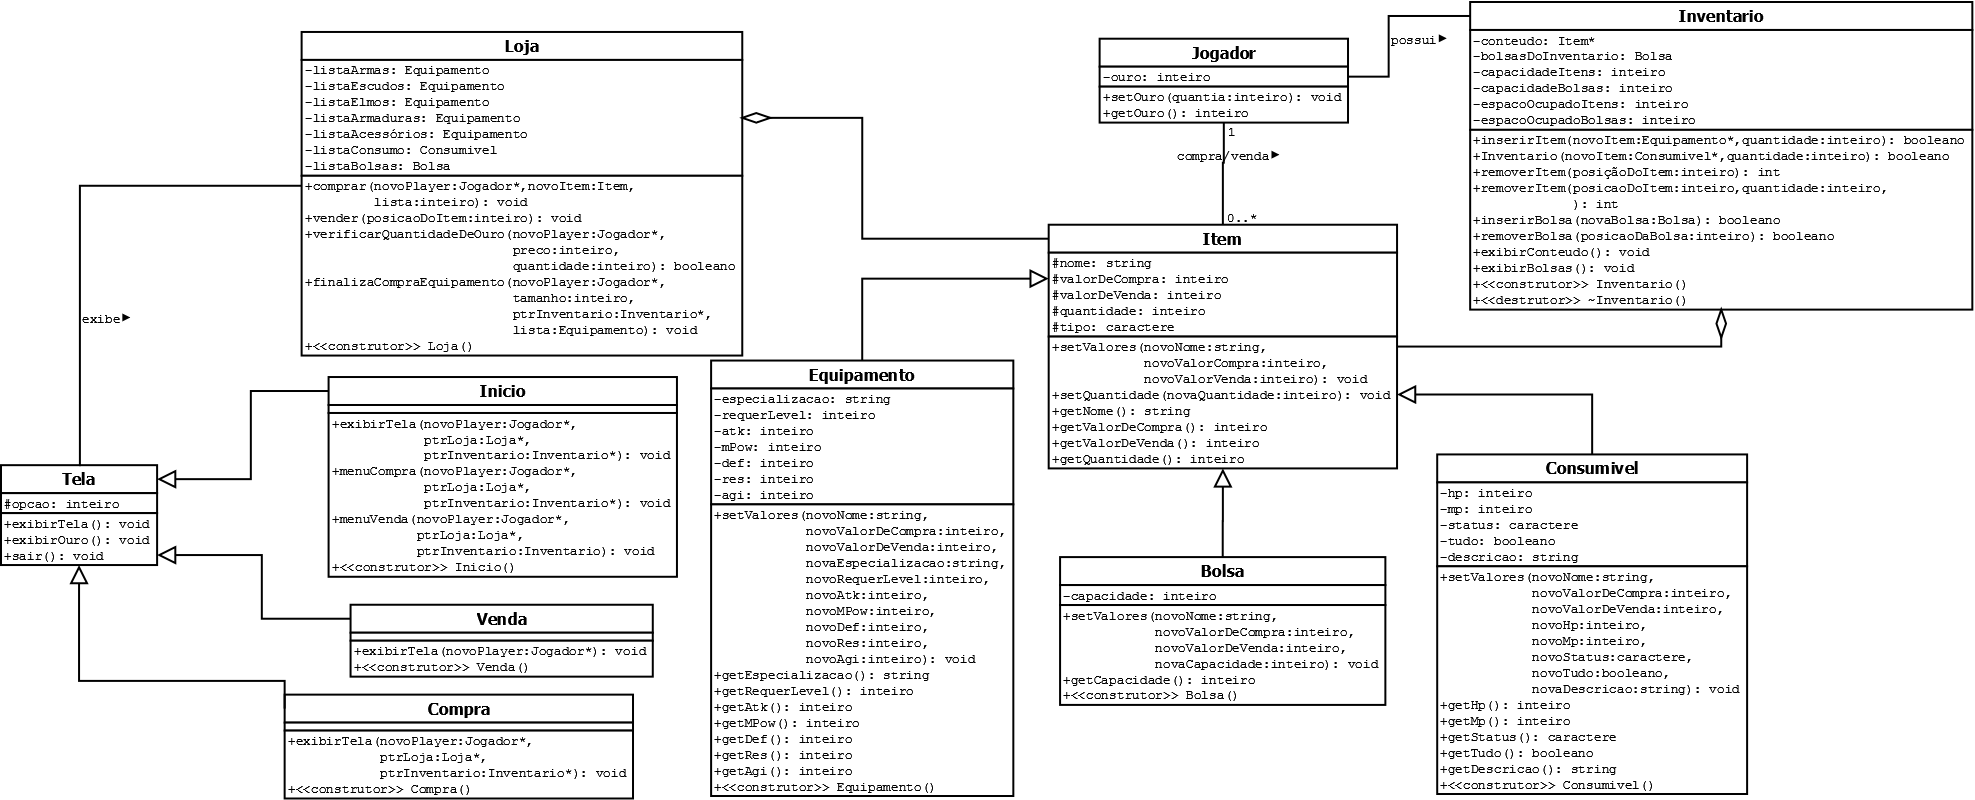 Loja
-listaArmas: Equipamento
-listaEscudos: Equipamento
-listaElmos: Equipamento
-listaArmaduras: Equipamento
-listaAcessórios: Equipamento
-listaConsumo: Consumivel
-listaBolsas: Bolsa
+comprar(novoPlayer:Jogador*,novoItem:Item,
lista:inteiro): void
+vender(posicaoDoItem:inteiro): void
+verificarQuantidadeDeOuro(novoPlayer:Jogador*,
preco:inteiro,
quantidade:inteiro): booleano
+finalizaCompraEquipamento(novoPlayer:Jogador*,
tamanho:inteiro,
ptrInventario:Inventario*,
lista:Equipamento): void
+<<construtor>> Loja()
Jogador
-ouro: inteiro
+setOuro(quantia:inteiro): void
+getOuro(): inteiro
possui►
1
compra/venda►
0..*
Inventario
-conteudo: Item*
-bolsasDoInventario: Bolsa
-capacidadeItens: inteiro
-capacidadeBolsas: inteiro
-espacoOcupadoItens: inteiro
-espacoOcupadoBolsas: inteiro
+inserirItem(novoItem:Equipamento*,quantidade:inteiro): booleano
+Inventario(novoItem:Consumivel*,quantidade:inteiro): booleano
+removerItem(posiçãoDoItem:inteiro): int
+removerItem(posicaoDoItem:inteiro,quantidade:inteiro,
): int
+inserirBolsa(novaBolsa:Bolsa): booleano
+removerBolsa(posicaoDaBolsa:inteiro): booleano
+exibirConteudo(): void
+exibirBolsas(): void
+<<construtor>> Inventario()
+<<destrutor>> ~Inventario()
Item
#nome: string
#valorDeCompra: inteiro
#valorDeVenda: inteiro
#quantidade: inteiro
#tipo: caractere
+setValores(novoNome:string,
novoValorCompra:inteiro,
novoValorVenda:inteiro): void
+setQuantidade(novaQuantidade:inteiro): void
+getNome(): string
+getValorDeCompra(): inteiro
+getValorDeVenda(): inteiro
+getQuantidade(): inteiro
exibe►
Tela
#opcao: inteiro
+exibirTela(): void
+exibirOuro(): void
+sair(): void
Inicio
+exibirTela(novoPlayer:Jogador*,
ptrLoja:Loja*,
ptrInventario:Inventario*): void
+menuCompra(novoPlayer:Jogador*,
ptrLoja:Loja*,
ptrInventario:Inventario*): void
+menuVenda(novoPlayer:Jogador*,
ptrLoja:Loja*,
ptrInventario:Inventario): void
+<<construtor>> Inicio()
Venda
+exibirTela(novoPlayer:Jogador*): void
+<<construtor>> Venda()
Compra
+exibirTela(novoPlayer:Jogador*,
ptrLoja:Loja*,
ptrInventario:Inventario*): void
+<<construtor>> Compra()
Equipamento
-especializacao: string
-requerLevel: inteiro
-atk: inteiro
-mPow: inteiro
-def: inteiro
-res: inteiro
-agi: inteiro
+setValores(novoNome:string,
novoValorDeCompra:inteiro,
novoValorDeVenda:inteiro,
novaEspecializacao:string,
novoRequerLevel:inteiro,
novoAtk:inteiro,
novoMPow:inteiro,
novoDef:inteiro,
novoRes:inteiro,
novoAgi:inteiro): void
+getEspecializacao(): string
+getRequerLevel(): inteiro
+getAtk(): inteiro
+getMPow(): inteiro
+getDef(): inteiro
+getRes(): inteiro
+getAgi(): inteiro
+<<construtor>> Equipamento()
Bolsa
-capacidade: inteiro
+setValores(novoNome:string,
novoValorDeCompra:inteiro,
novoValorDeVenda:inteiro,
novaCapacidade:inteiro): void
+getCapacidade(): inteiro
+<<construtor>> Bolsa()
Consumivel
-hp: inteiro
-mp: inteiro
-status: caractere
-tudo: booleano
-descricao: string
+setValores(novoNome:string,
novoValorDeCompra:inteiro,
novoValorDeVenda:inteiro,
novoHp:inteiro,
novoMp:inteiro,
novoStatus:caractere,
novoTudo:booleano,
novaDescricao:string): void
+getHp(): inteiro
+getMp(): inteiro
+getStatus(): caractere
+getTudo(): booleano
+getDescricao(): string
+<<construtor>> Consumivel()